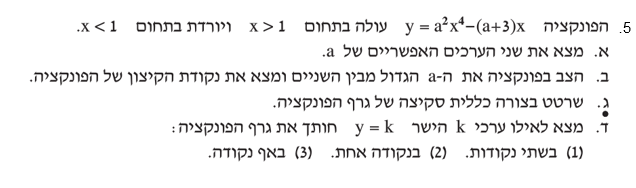 5. הפונקציה y = a²x⁴–(a+3)x עולה בתחום x > 1 ויורדת בתחום x < 1.
א. מצא את שני הערכים האפשריים של a.
ב. הצב בפונקציה את ה-a הגדול מבין השניים ומצא את נקודת הקיצון של הפונקציה.
ג. שרטט בצורה כללית סקיצה של גרף הפונקציה.
ד. מצא לאילו ערכי k הישר y = k חותך את גרף הפונקציה:
(1) בשתי נקודות. (2) בנקודה אחת. (3) באף נקודה.